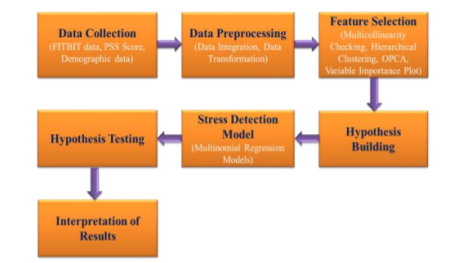 Data Collection
(FITBIT data, PSS Score,
Demographic data)
Data Preprocessing
(Data Integration, Data
Transformation)
Feature Selection
(Multicollinearity
Checking, Hierarchical
Clustering, OPCA,
Variable Importance Plot)
Hypothesis
Building
Stress Detection
Model
(Multinomial Regression
Models)
Hypothesis Testing
Interpretation of
Results